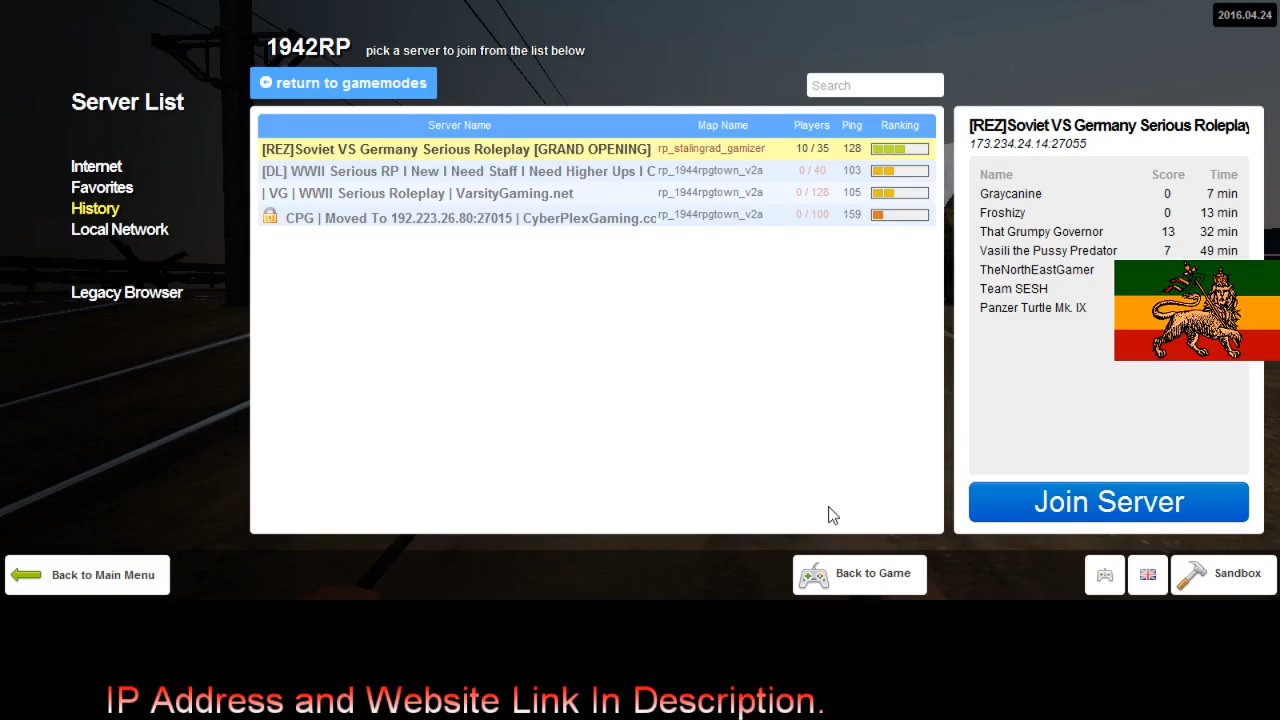 2016.04.24
1942RP pick a server to join from the list below
return to gamemodes
Search
Server List
Internet
Favorites
History
Local Network
Legacy Browser
Server Name Map Name Players Ping Ranking
[REZ]Soviet VS Germany Serious Roleplay [GRAND OPENING] rp_stalingrad_gamizer 10 / 35 128
[DL] WWII Serious RP I New I Need Staff I Need Higher Ups I C rp_1944rpgtown_v2a 0 / 40 103
| VG | WWII Serious Roleplay | VarsityGaming.net rp_1944rpgtown_v2a 0 / 128 105
CPG | Moved To 192.223.26.80:27015 | CyberPlexGaming.co rp_1944rpgtown_v2a 0 / 100 159
[REZ]Soviet VS Germany Serious Roleplay
173.234.24.14:27055
Name Score Time
Graycanine 0 7 min
Froshizy 0 13 min
That Grumpy Governor 13 32 min
Vasili the Pussy Predator 7 49 min
TheNorthEastGamer
Team SESH
Panzer Turtle Mk. IX
Join Server
Back to Main Menu
Back to Game
Sandbox
IP Address and Website Link In Description.